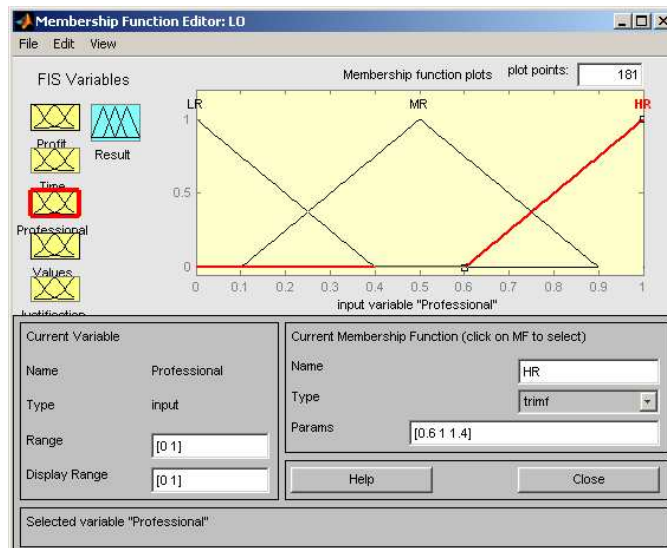 Membership Function Editor: LO
File Edit View
FIS Variables
Profit
Time
Professional
Values
Justification
Result
Membership function plots
plot points:
181
LR
MR
HR
1
0.5
0
0 0.1 0.2 0.3 0.4 0.5 0.6 0.7 0.8 0.9 1
input variable "Professional"
Current Variable
Name Professional
Type input
Range [0 1]
Display Range [0 1]
Current Membership Function (click on MF to select)
Name HR
Type trimf
Params [0.6 1 1.4]
Help Close
Selected variable "Professional"